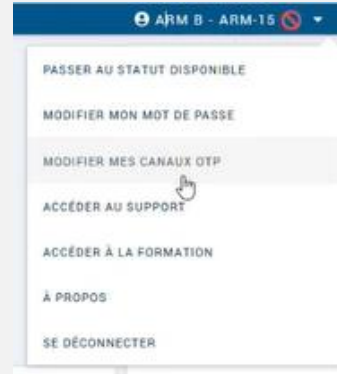 ARM B - ARM-15
PASSER AU STATUT DISPONIBLE
MODIFIER MON MOT DE PASSE
MODIFIER MES CANAUX OTP
ACCÉDER AU SUPPORT
ACCÉDER À LA FORMATION
À PROPOS
SE DÉCONNECTER